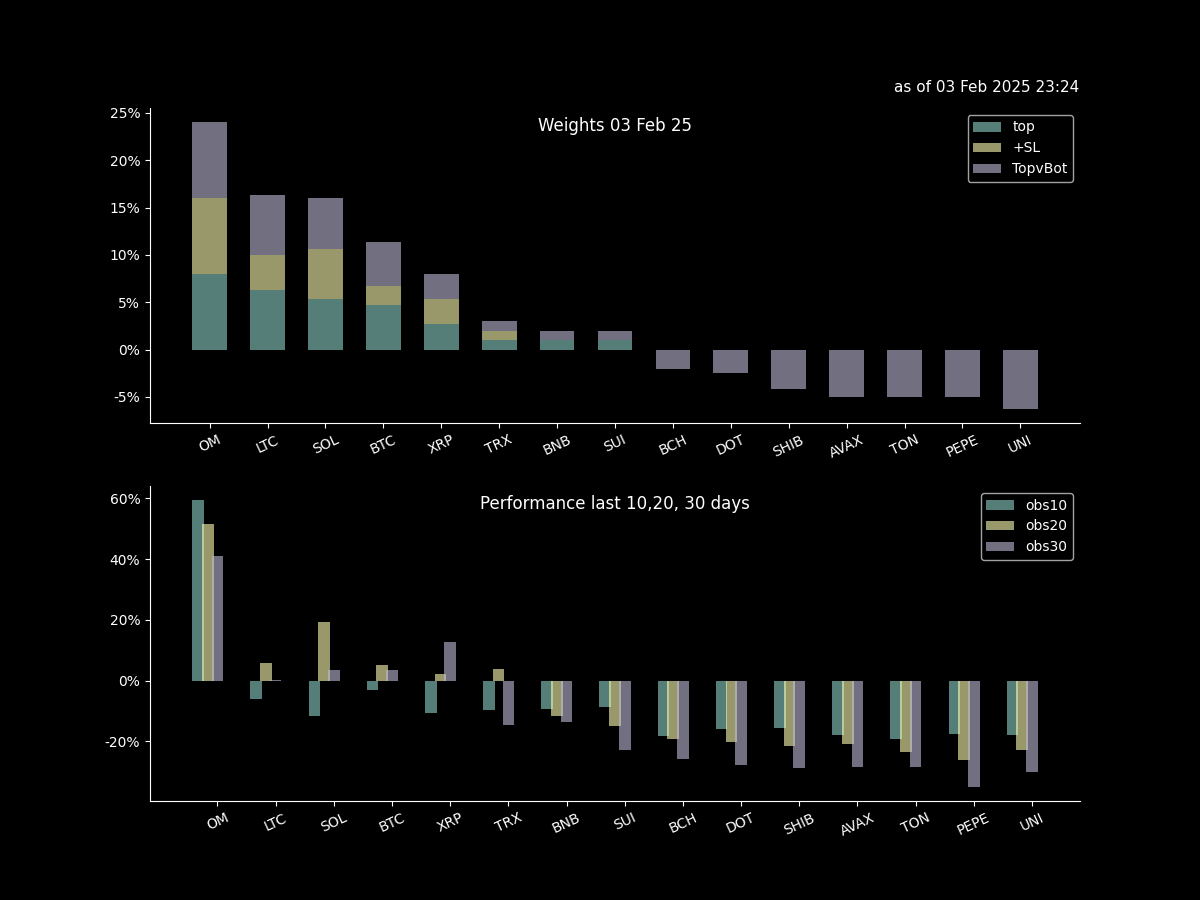 as of 03 Feb 2025 23:24
Weights 03 Feb 25
top
+SL
TopvBot
25%
20%
15%
10%
5%
0%
-5%
OM LTC SOL BTC XRP TRX BNB SUI BCH DOT SHIB AVAX TON PEPE UNI
Performance last 10,20, 30 days
obs10
obs20
obs30
60%
40%
20%
0%
-20%
OM LTC SOL BTC XRP TRX BNB SUI BCH DOT SHIB AVAX TON PEPE UNI